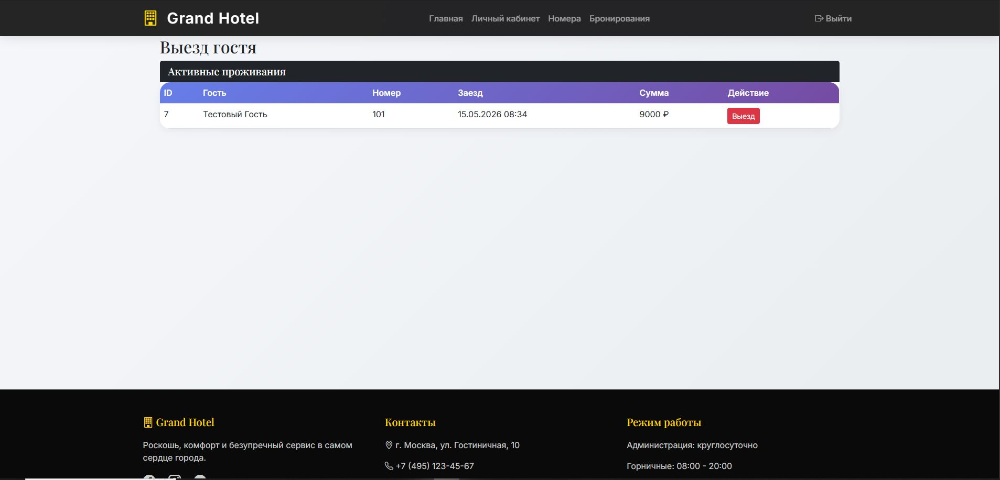 Grand Hotel
Главная Личный кабинет Номера Бронирования
Выйти
Выезд гостя
Активные проживания
ID Гость Номер Заезд Сумма Действие
7 Тестовый Гость 101 15.05.2026 08:34 9000 ₽ Выезд
Grand Hotel
Роскошь, комфорт и безупречный сервис в самом
сердце города.
Контакты
г. Москва, ул. Гостиничная, 10
+7 (495) 123-45-67
Режим работы
Администрация: круглосуточно
Горничные: 08:00 - 20:00